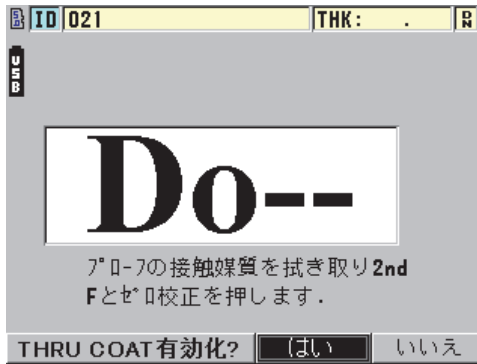 ID 021 THK: .
USB
Do--
ﾌﾟﾛｰﾌの接触媒質を拭き取り2nd
Fとｾﾞﾛ校正を押します.
THRU COAT有効化? はい いいえ